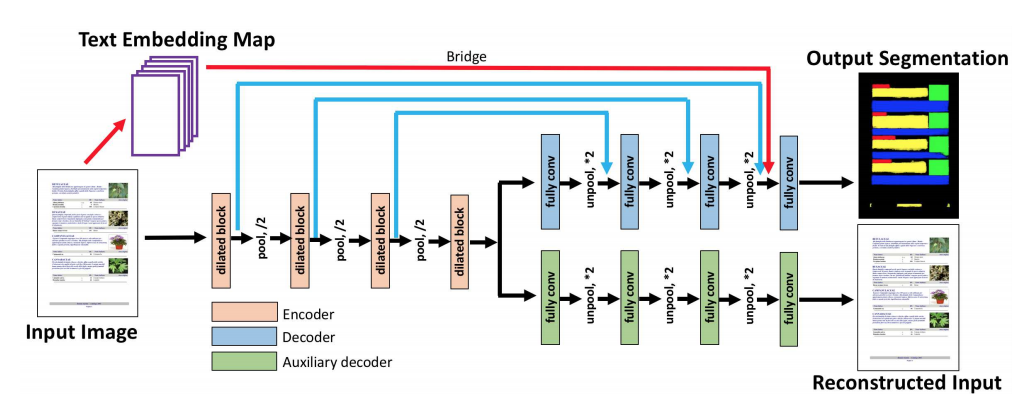 Text Embedding Map
Bridge
Output Segmentation
Input Image
dilated block
pool, /2
dilated block
pool, /2
dilated block
pool, /2
dilated block
fully conv
unpool, *2
fully conv
unpool, *2
fully conv
unpool, *2
fully conv
fully conv
unpool, *2
fully conv
unpool, *2
fully conv
unpool, *2
fully conv
Encoder
Decoder
Auxiliary decoder
Reconstructed Input